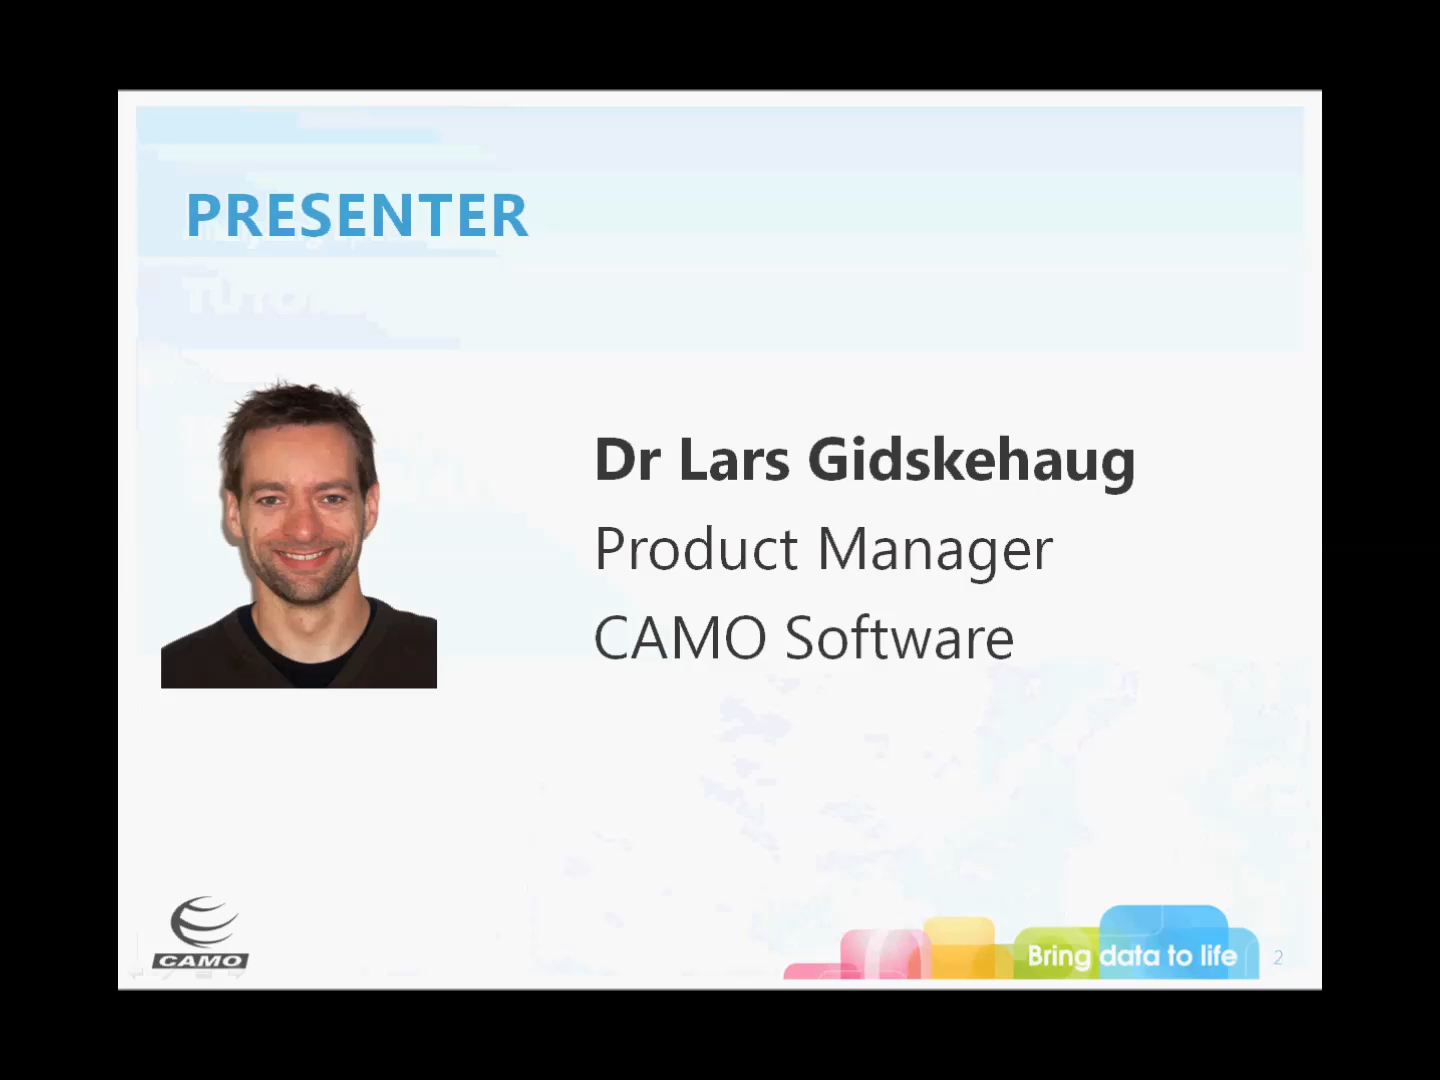 PRESENTER
Dr Lars Gidskehaug
Product Manager
CAMO Software
CAMO
Bring data to life
2